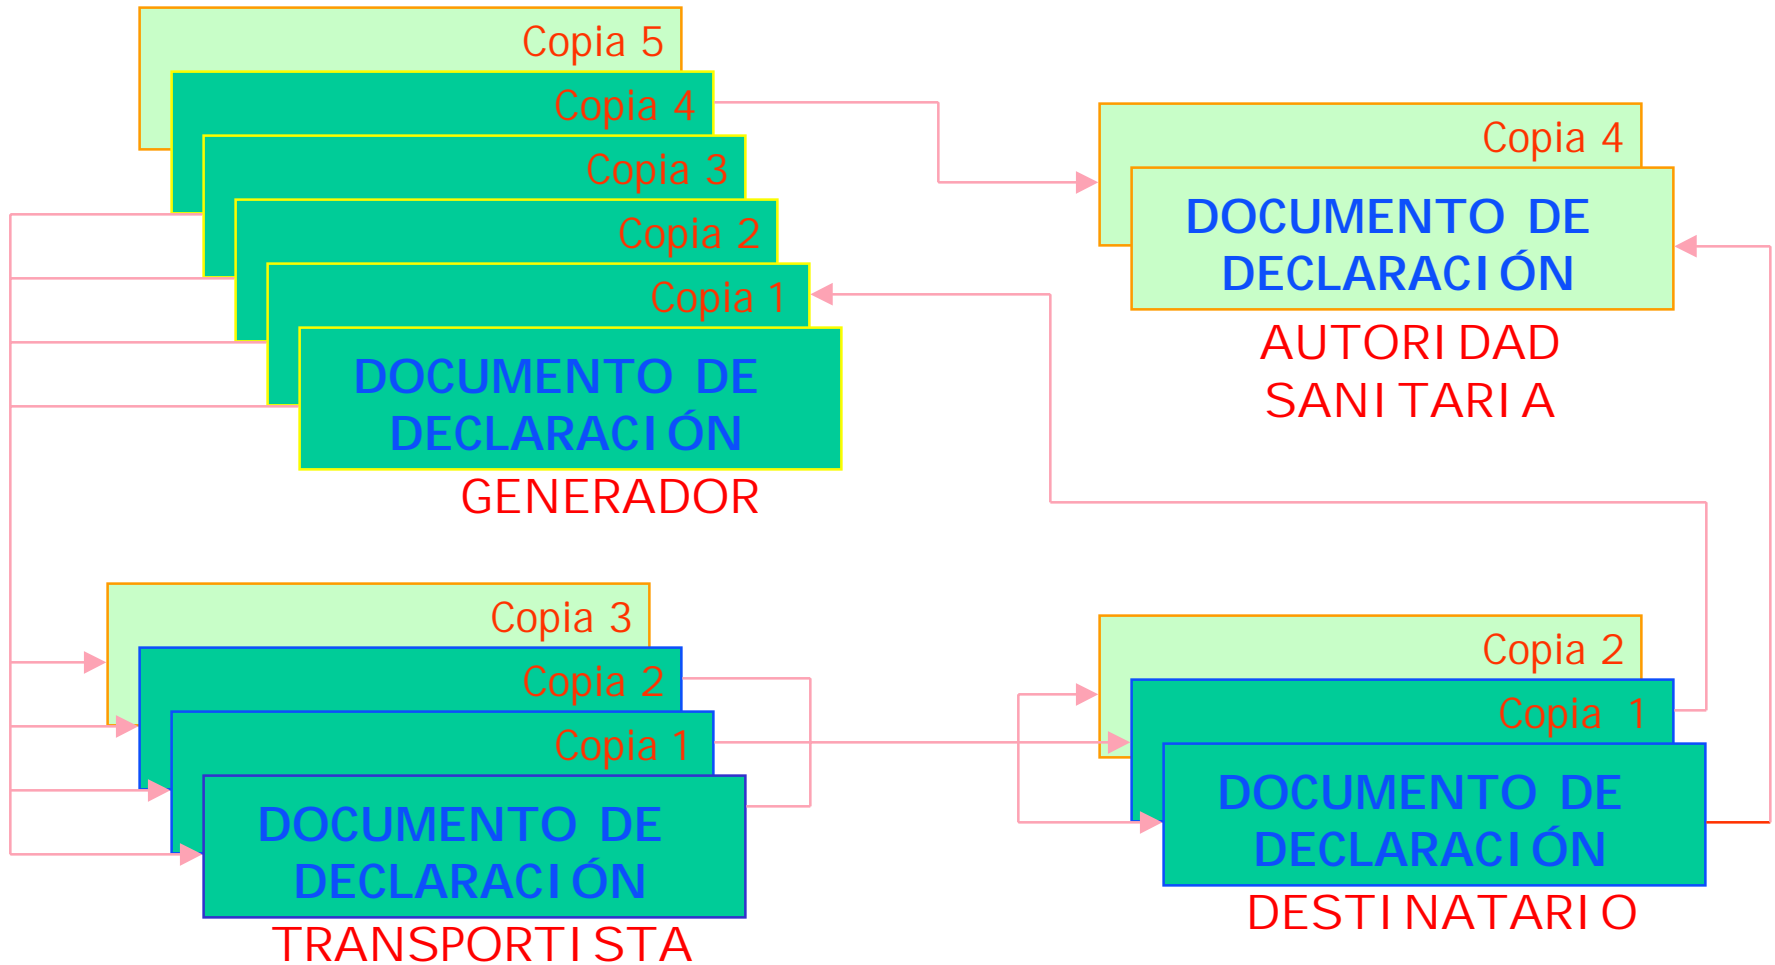 Copia 5
Copia 4
Copia 3
Copia 2
Copia 1
DOCUMENTO DE
DECLARACIÓN
GENERADOR
Copia 4
DOCUMENTO DE
DECLARACIÓN
AUTORIDAD
SANITARIA
Copia 3
Copia 2
Copia 1
DOCUMENTO DE
DECLARACIÓN
TRANSPORTISTA
Copia 2
Copia 1
DOCUMENTO DE
DECLARACIÓN
DESTINATARIO